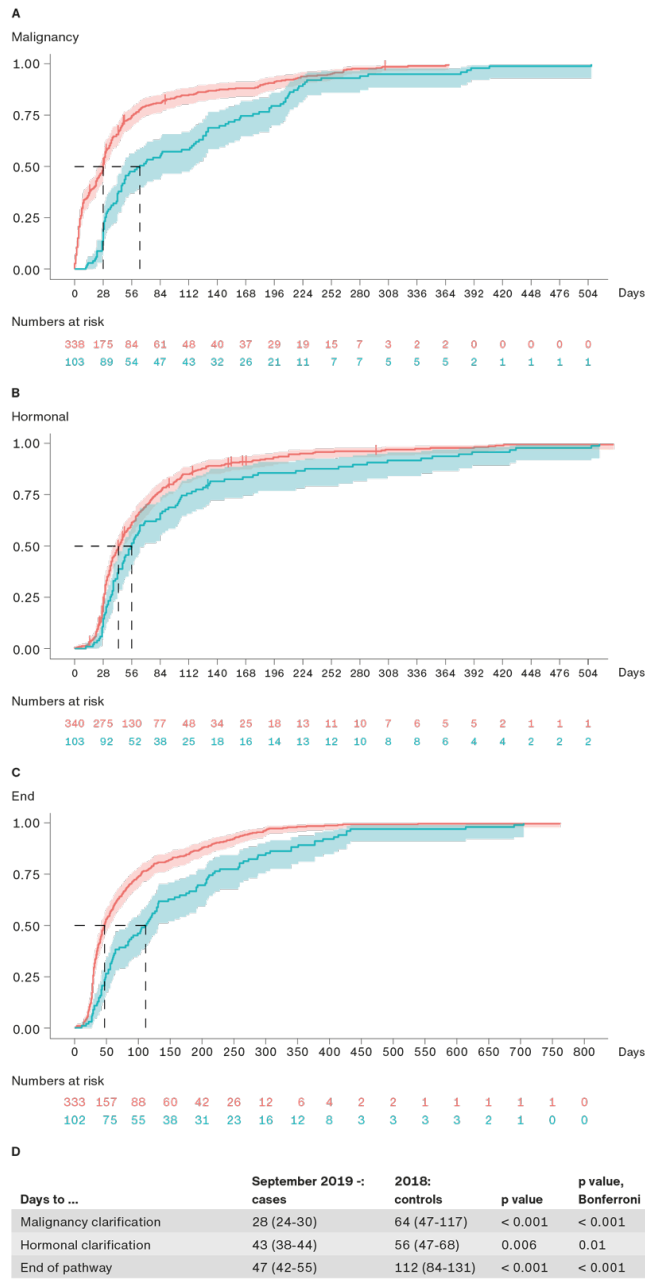 A
Malignancy
1.00
0.75
0.50
0.25
0.00
0 28 56 84 112 140 168 196 224 252 280 308 336 364 392 420 448 476 504 Days
Numbers at risk
338 175 84 61 48 40 37 29 19 15 7 3 2 2 0 0 0 0 0
103 89 54 47 43 32 26 21 11 7 7 5 5 5 2 1 1 1 1
B
Hormonal
1.00
0.75
0.50
0.25
0.00
0 28 56 84 112 140 168 196 224 252 280 308 336 364 392 420 448 476 504 Days
Numbers at risk
340 275 130 77 48 34 25 18 13 11 10 7 6 5 5 2 1 1 1
103 92 52 38 25 18 16 14 13 12 10 8 8 6 4 4 2 2 2
C
End
1.00
0.75
0.50
0.25
0.00
0 50 100 150 200 250 300 350 400 450 500 550 600 650 700 750 800 Days
Numbers at risk
333 157 88 60 42 26 12 6 4 2 2 1 1 1 1 1 0
102 75 55 38 31 23 16 12 8 3 3 3 3 2 1 0 0
D
September 2019 -: 2018: p value,
Days to ... cases controls p value Bonferroni
Malignancy clarification 28 (24-30) 64 (47-117) < 0.001 < 0.001
Hormonal clarification 43 (38-44) 56 (47-68) 0.006 0.01
End of pathway 47 (42-55) 112 (84-131) < 0.001 < 0.001